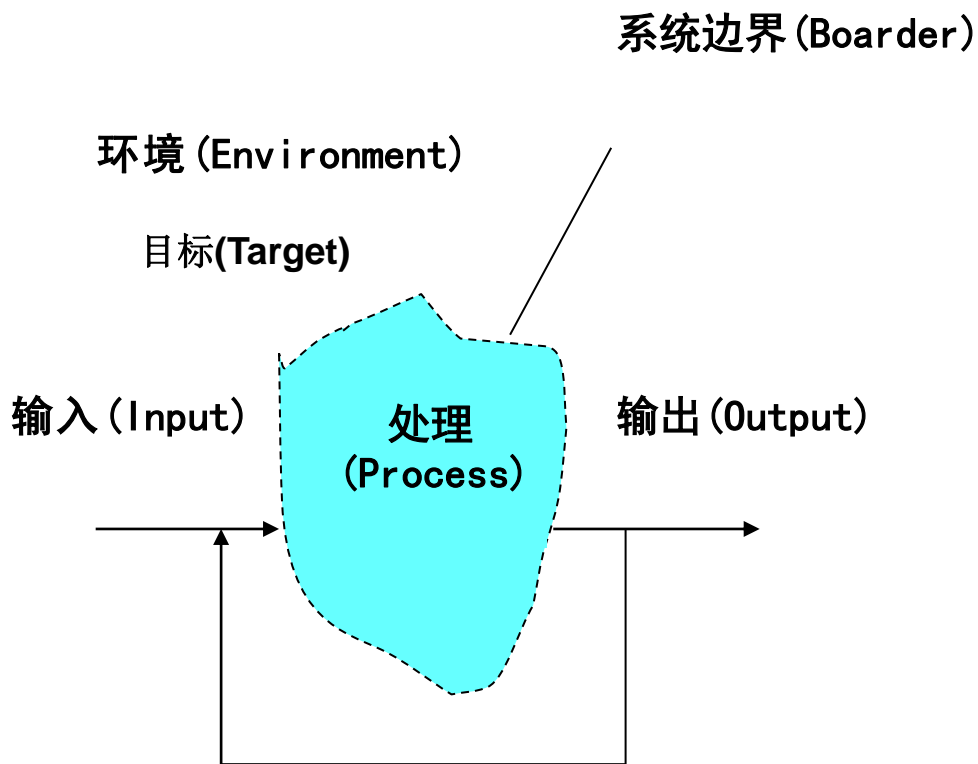 系统边界(Boarder)
环境(Environment)
目标(Target)
输入(Input)
处理
(Process)
输出(Output)